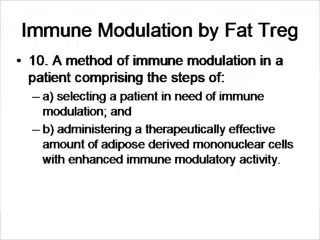 Immune Modulation by Fat Treg
• 10. A method of immune modulation in a
patient comprising the steps of:
– a) selecting a patient in need of immune
modulation; and
– b) administering a therapeutically effective
amount of adipose derived mononuclear cells
with enhanced immune modulatory activity.